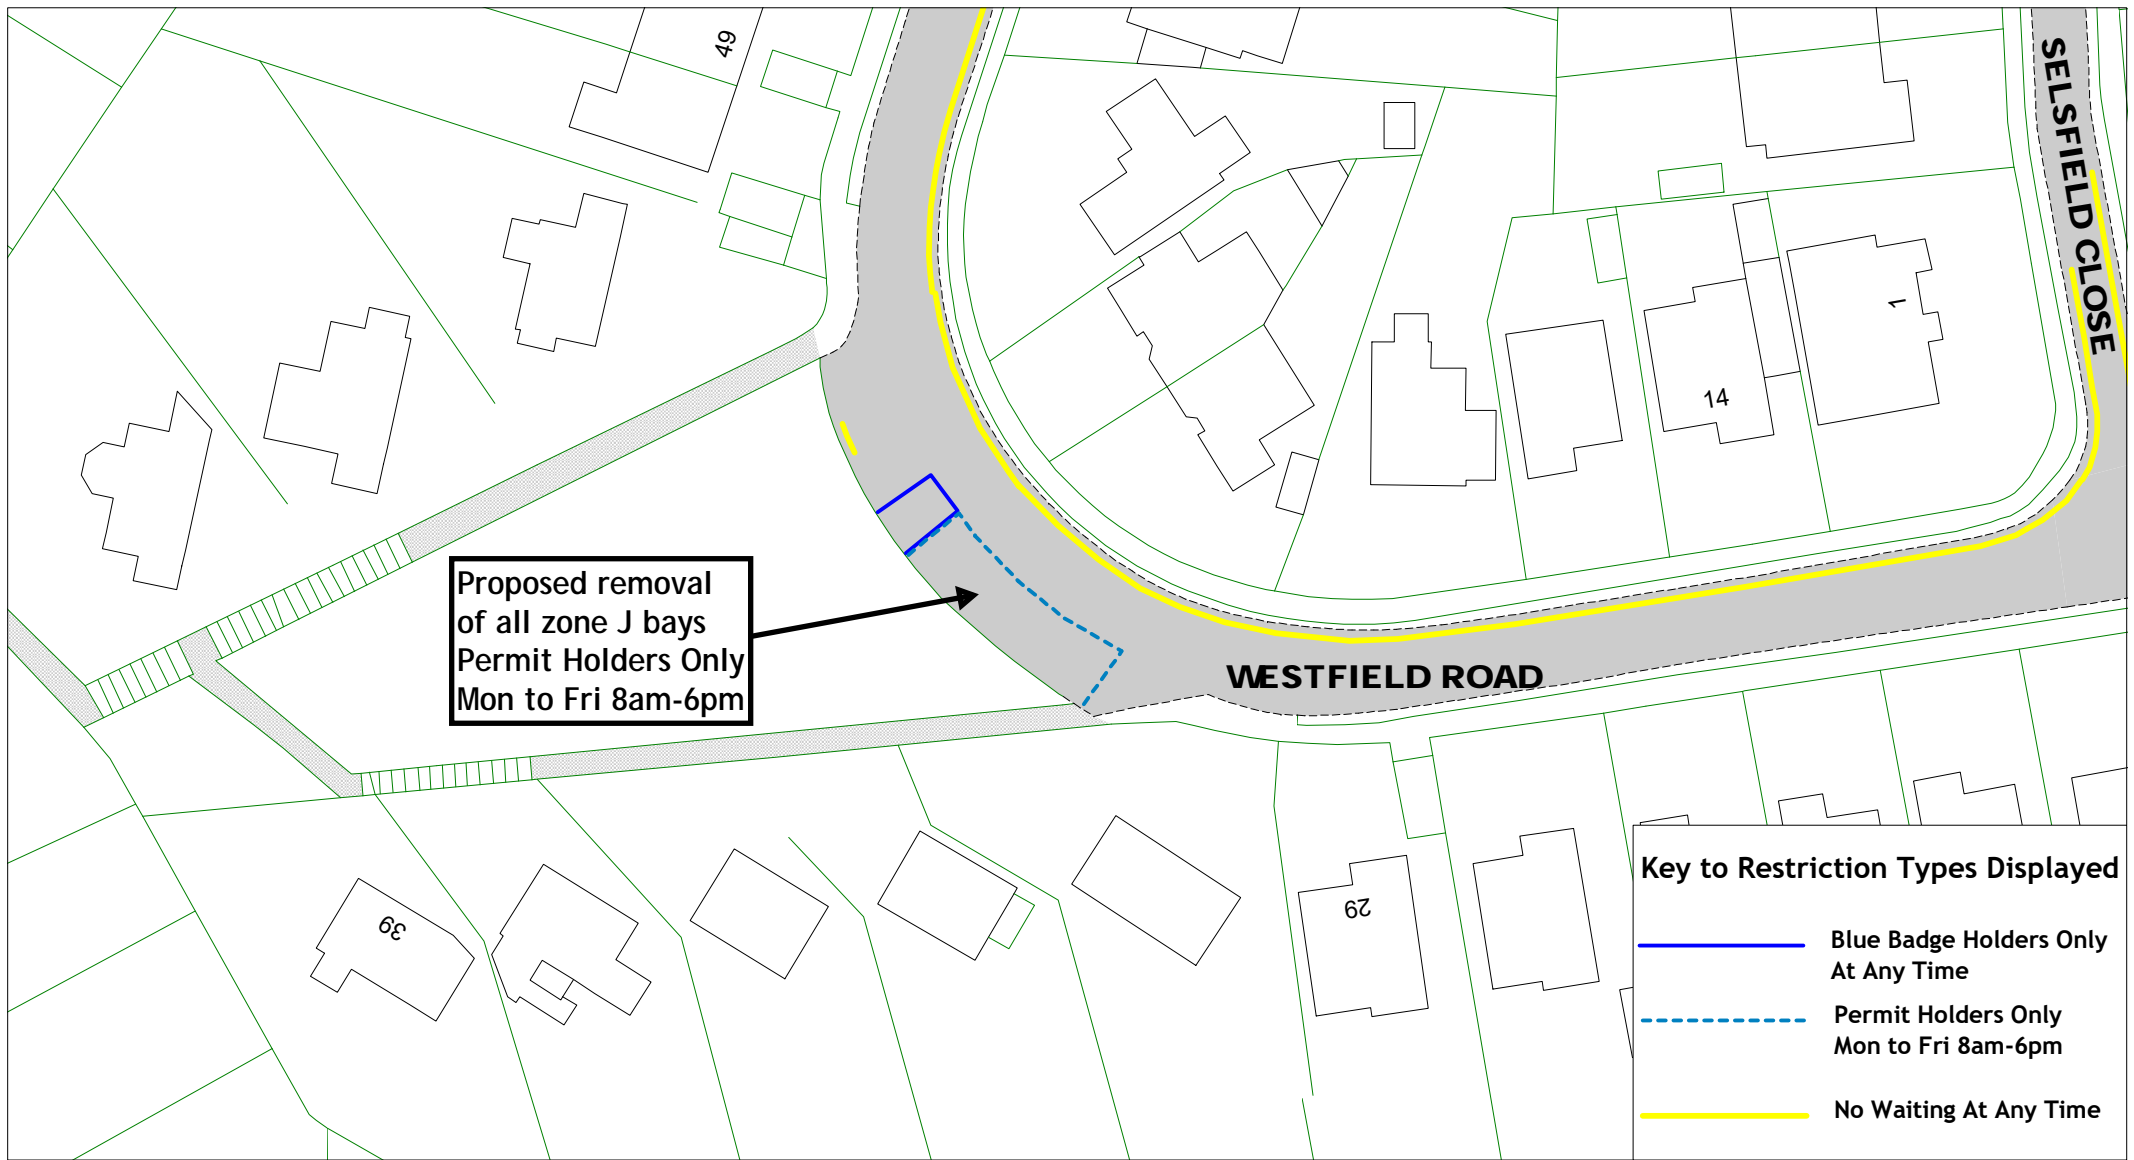 49
SELSFIELD CLOSE
1
14
Proposed removal
of all zone J bays
Permit Holders Only
Mon to Fri 8am-6pm
WESTFIELD ROAD
39
29
Key to Restriction Types Displayed
Blue Badge Holders Only
At Any Time
Permit Holders Only
Mon to Fri 8am-6pm
No Waiting At Any Time